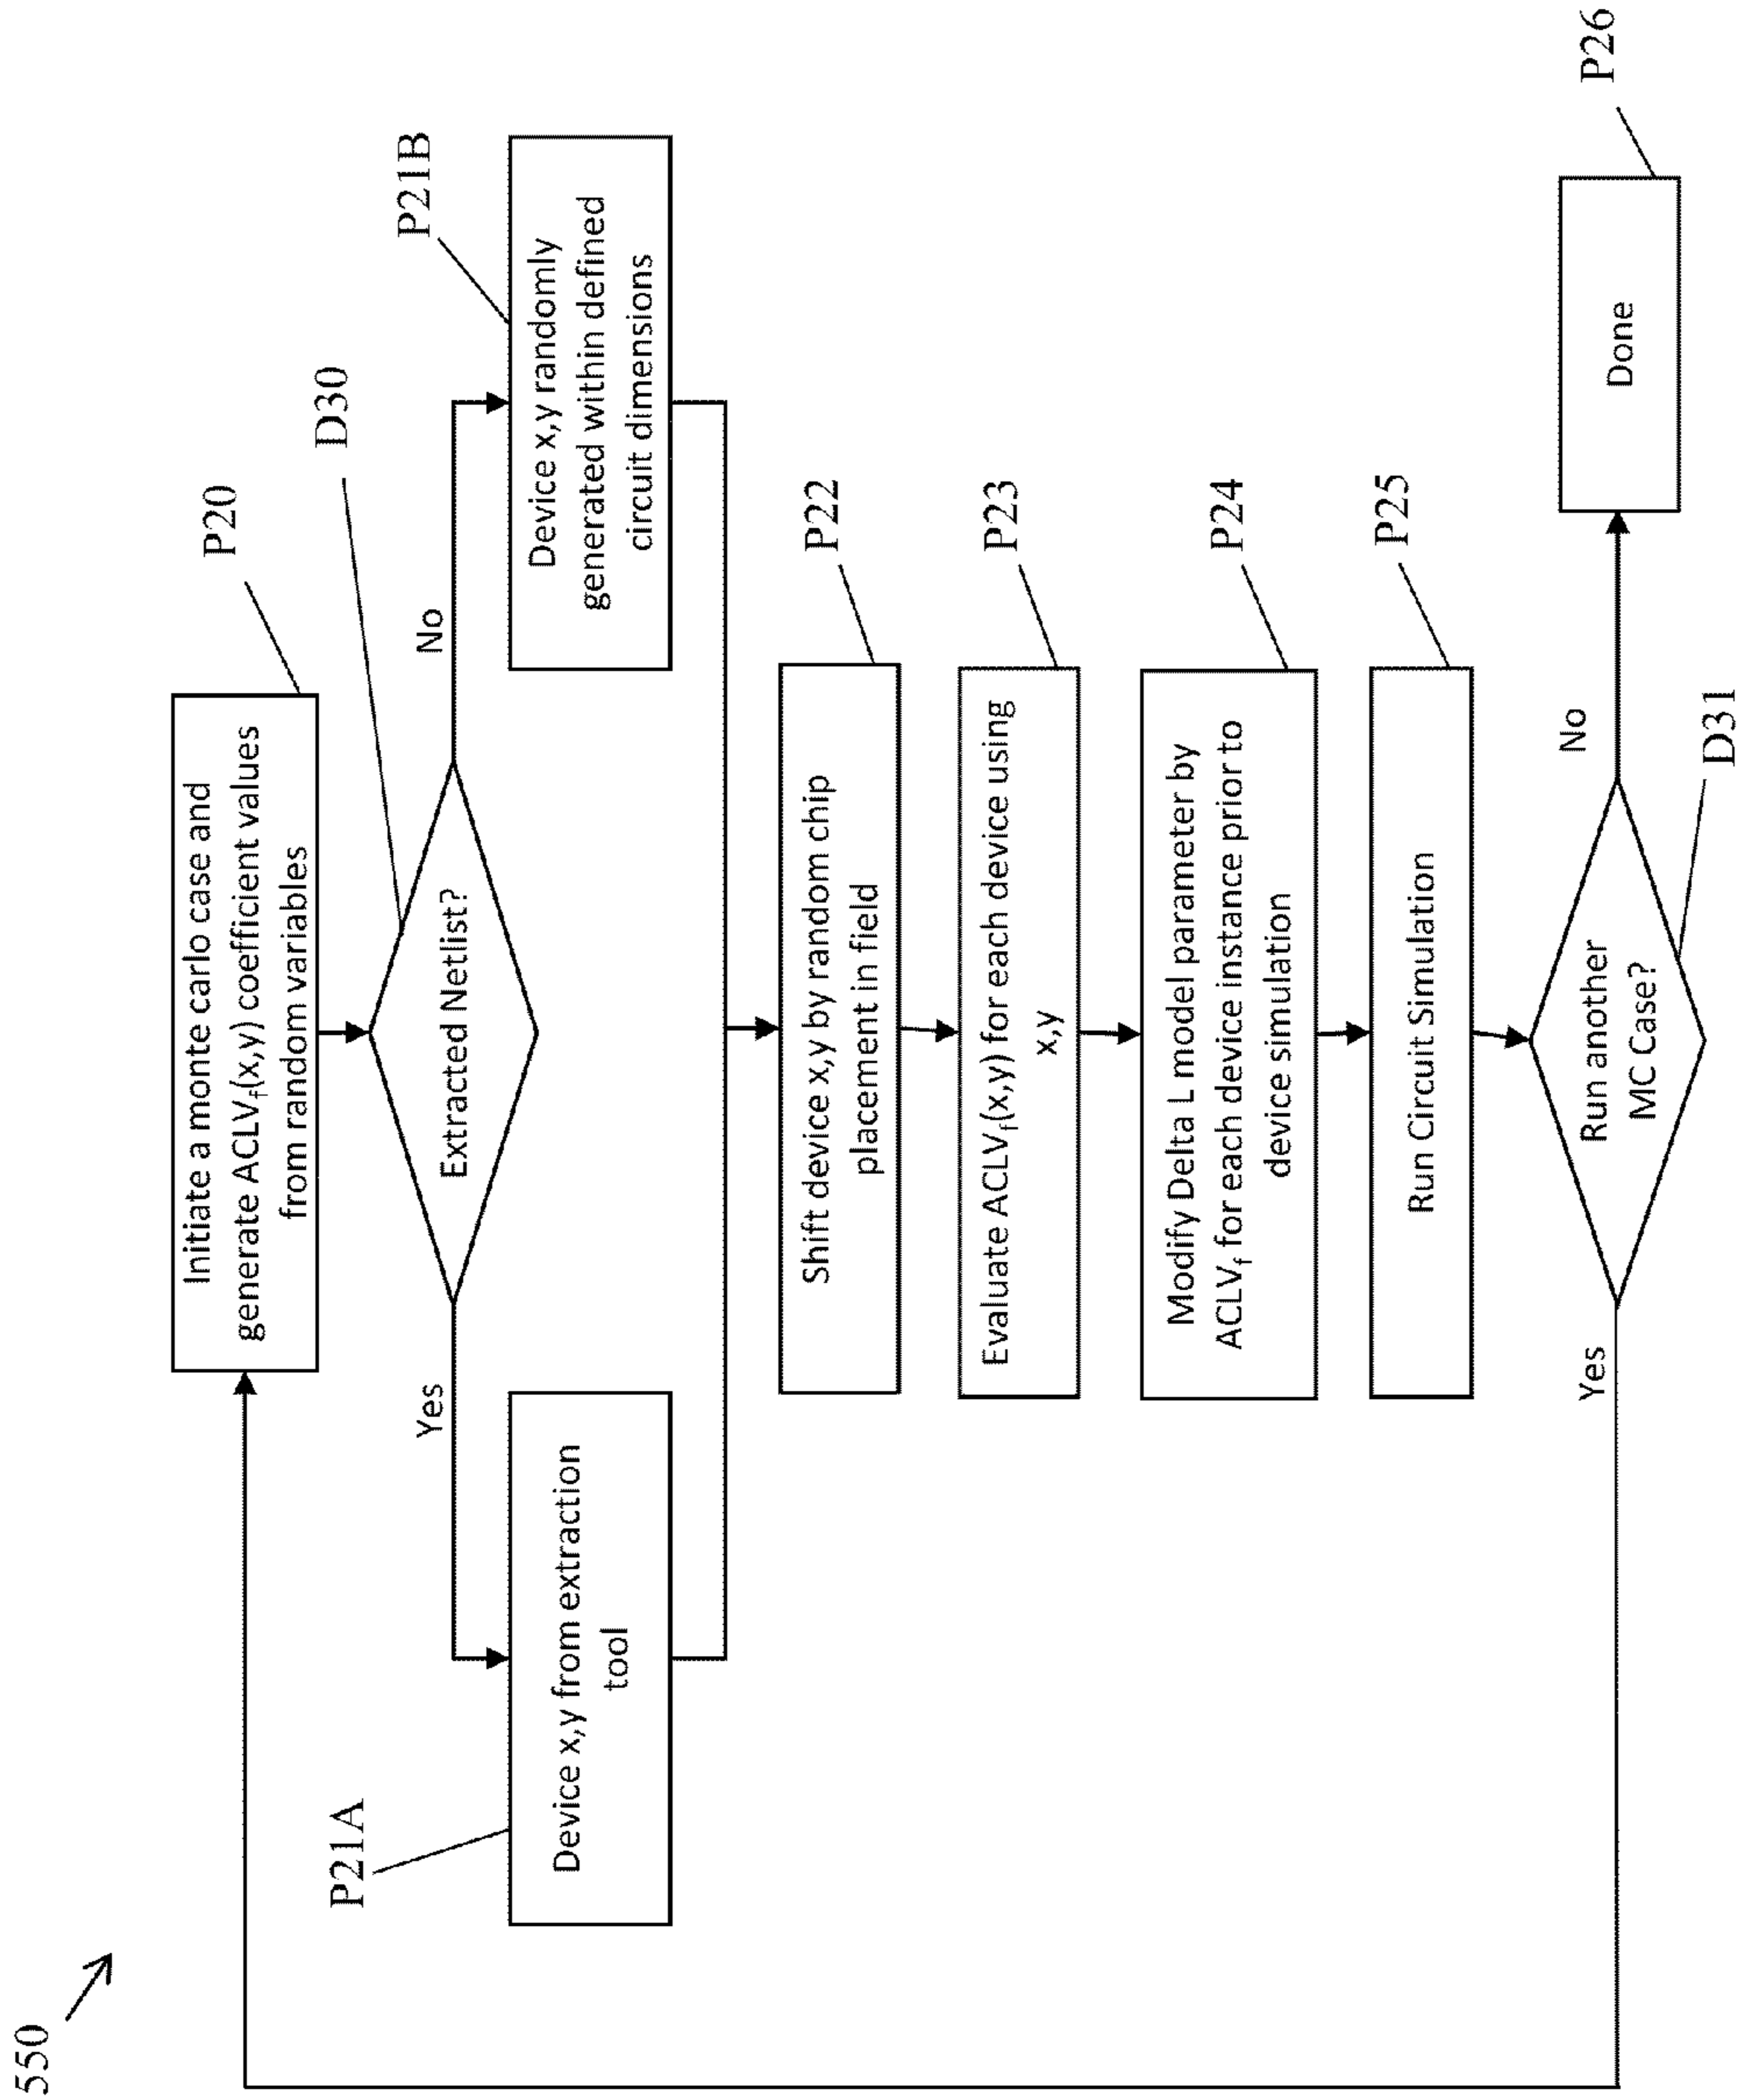 550
P20
Initiate a monte carlo case and
generate ACLVf(x,y) coefficient values
from random variables
D30
Extracted Netlist?
Yes
No
P21A
Device x,y from extraction
tool
P21B
Device x,y randomly
generated within defined
circuit dimensions
P22
Shift device x,y by random chip
placement in field
P23
Evaluate ACLVf(x,y) for each device using
x,y
P24
Modify Delta L model parameter by
ACLVf for each device instance prior to
device simulation
P25
Run Circuit Simulation
Run another
MC Case?
Yes
No
D31
Done
P26